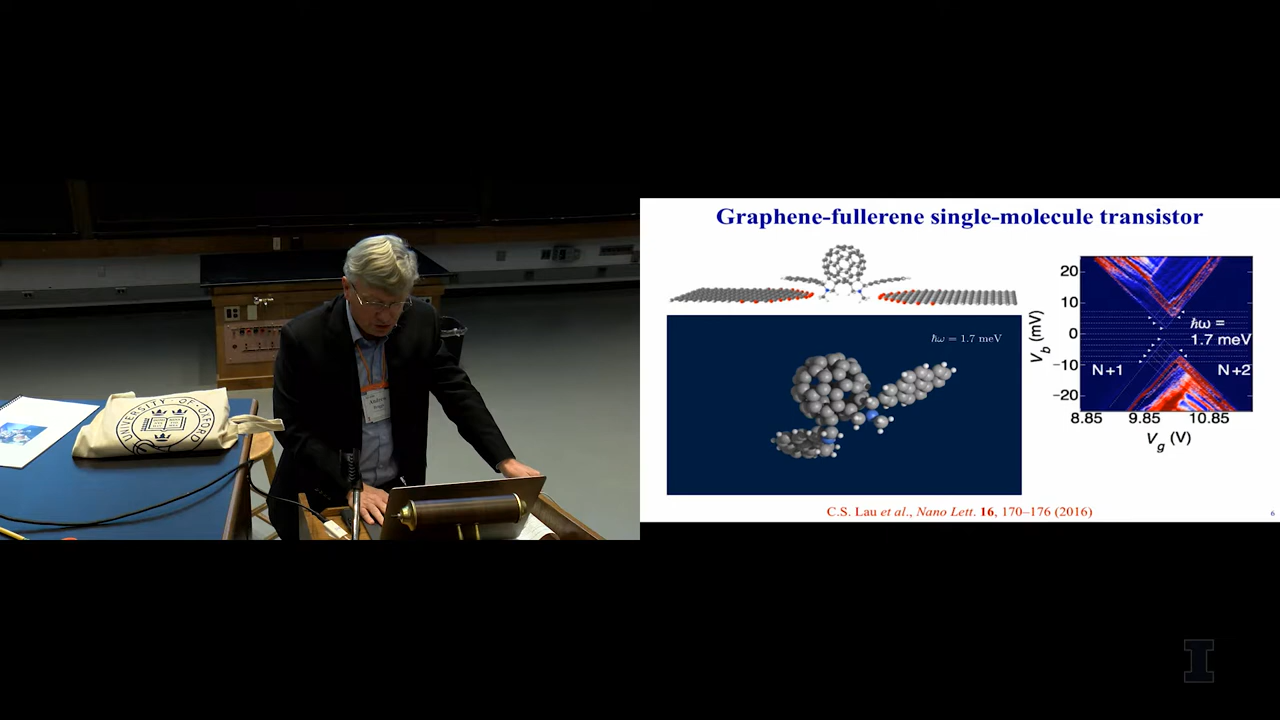 Graphene-fullerene single-molecule transistor
ħω = 1.7 meV
20
10
0
−10
−20
V_b (mV)
ħω =
1.7 meV
N+1
N+2
8.85
9.85
10.85
V_g (V)
C.S. Lau et al., Nano Lett. 16, 170–176 (2016)
6
UNIVERSITY OF OXFORD
I